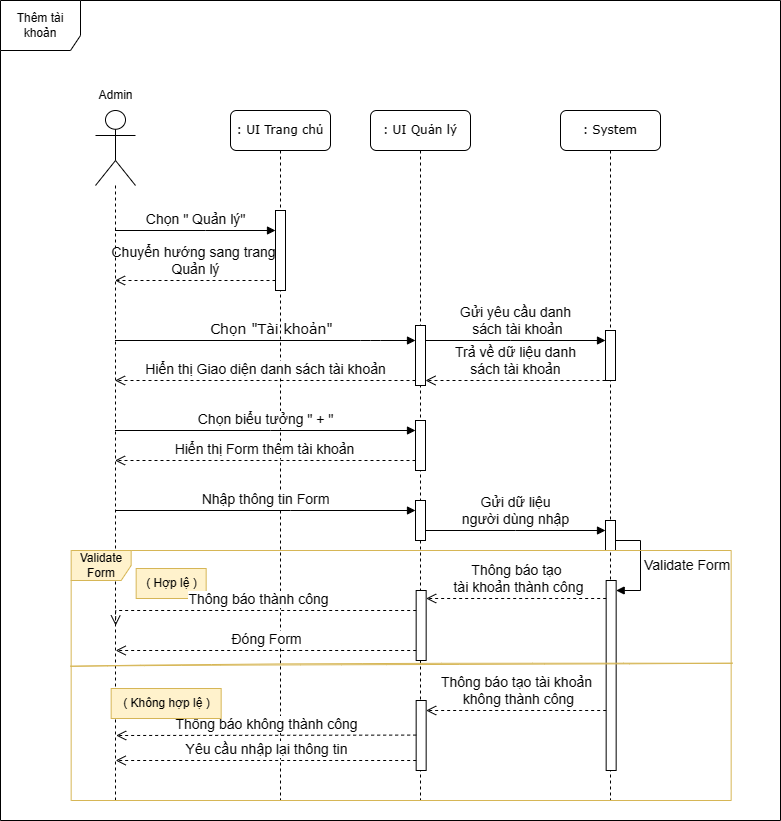 Thêm tài
khoản
Admin
: UI Trang chủ
: UI Quản lý
: System
Chọn " Quản lý"
Chuyển hướng sang trang
Quản lý
Chọn "Tài khoản"
Gửi yêu cầu danh
sách tài khoản
Hiển thị Giao diện danh sách tài khoản
Trả về dữ liệu danh
sách tài khoản
Chọn biểu tưởng " + "
Hiển thị Form thêm tài khoản
Nhập thông tin Form
Gửi dữ liệu
người dùng nhập
Validate
Form
Validate Form
( Hợp lệ )
Thông báo tạo
tài khoản thành công
Thông báo thành công
Đóng Form
Thông báo tạo tài khoản
không thành công
( Không hợp lệ )
Thông báo không thành công
Yêu cầu nhập lại thông tin